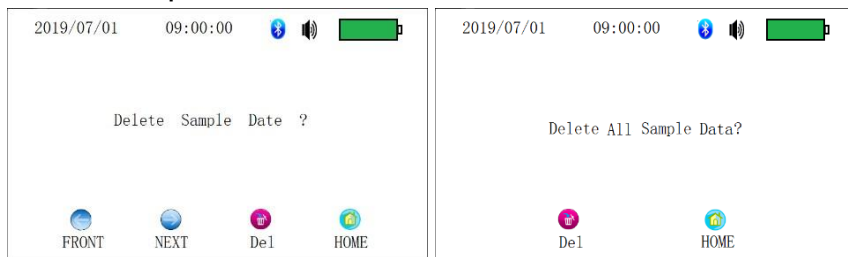 2019/07/01 09:00:00
Delete Sample Date ?
FRONT NEXT Del HOME
2019/07/01 09:00:00
Delete All Sample Data?
Del HOME